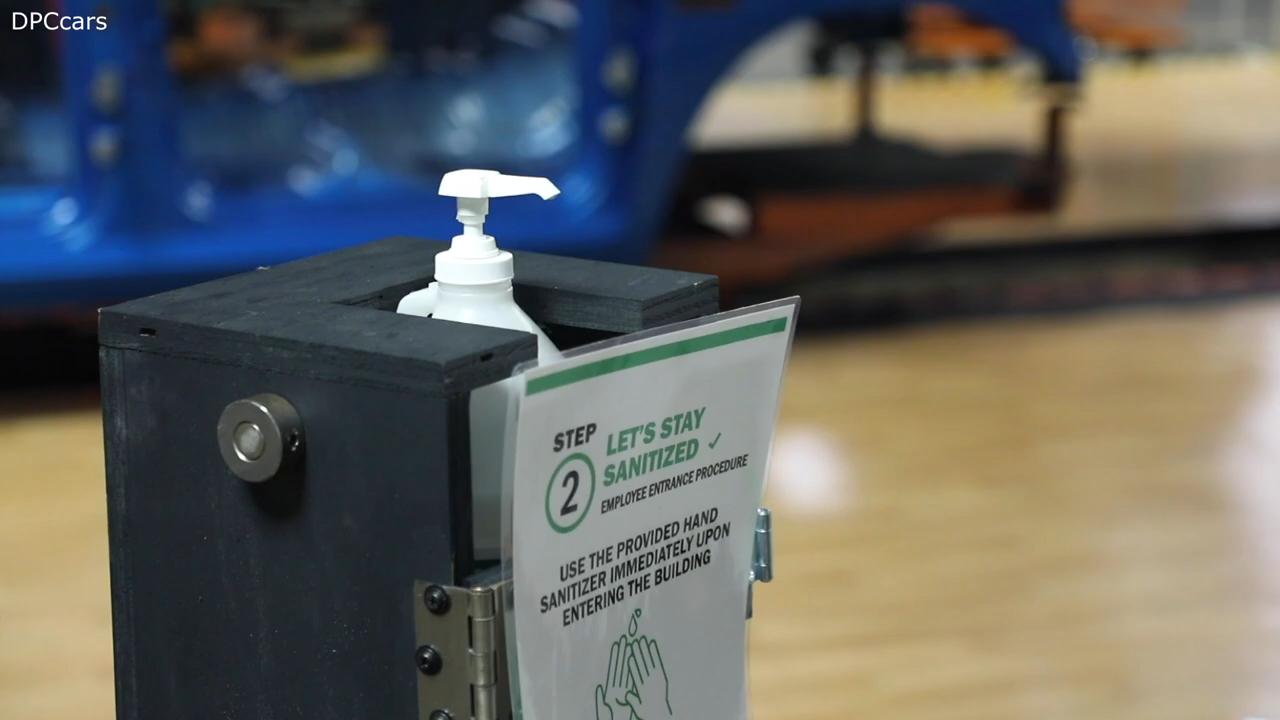 DPCcars
STEP
2
LET'S STAY
SANITIZED ✓
EMPLOYEE ENTRANCE PROCEDURE
USE THE PROVIDED HAND
SANITIZER IMMEDIATELY UPON
ENTERING THE BUILDING